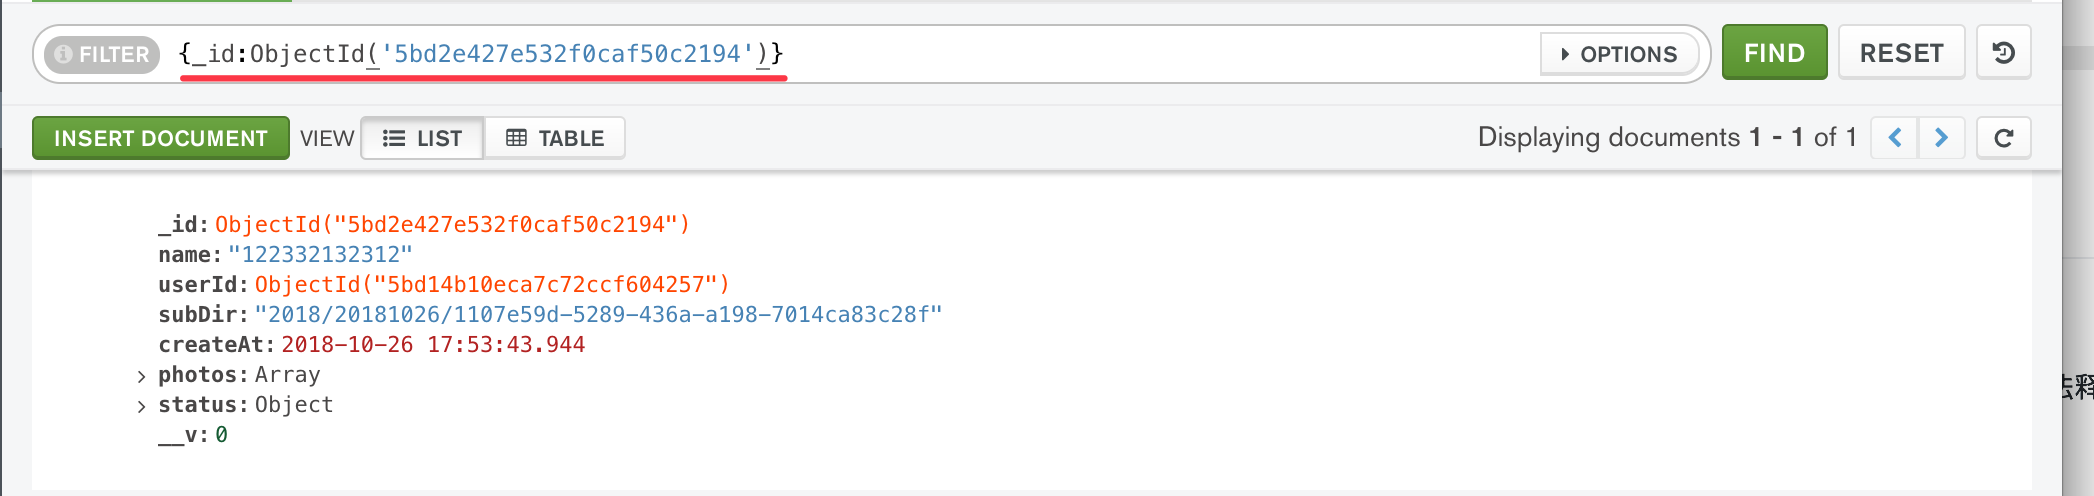 FILTER {_id:ObjectId('5bd2e427e532f0caf50c2194')} OPTIONS FIND RESET
INSERT DOCUMENT VIEW LIST TABLE Displaying documents 1 - 1 of 1
_id: ObjectId("5bd2e427e532f0caf50c2194")
name: "122332132312"
userId: ObjectId("5bd14b10eca7c72ccf604257")
subDir: "2018/20181026/1107e59d-5289-436a-a198-7014ca83c28f"
createAt: 2018-10-26 17:53:43.944
photos: Array
status: Object
__v: 0